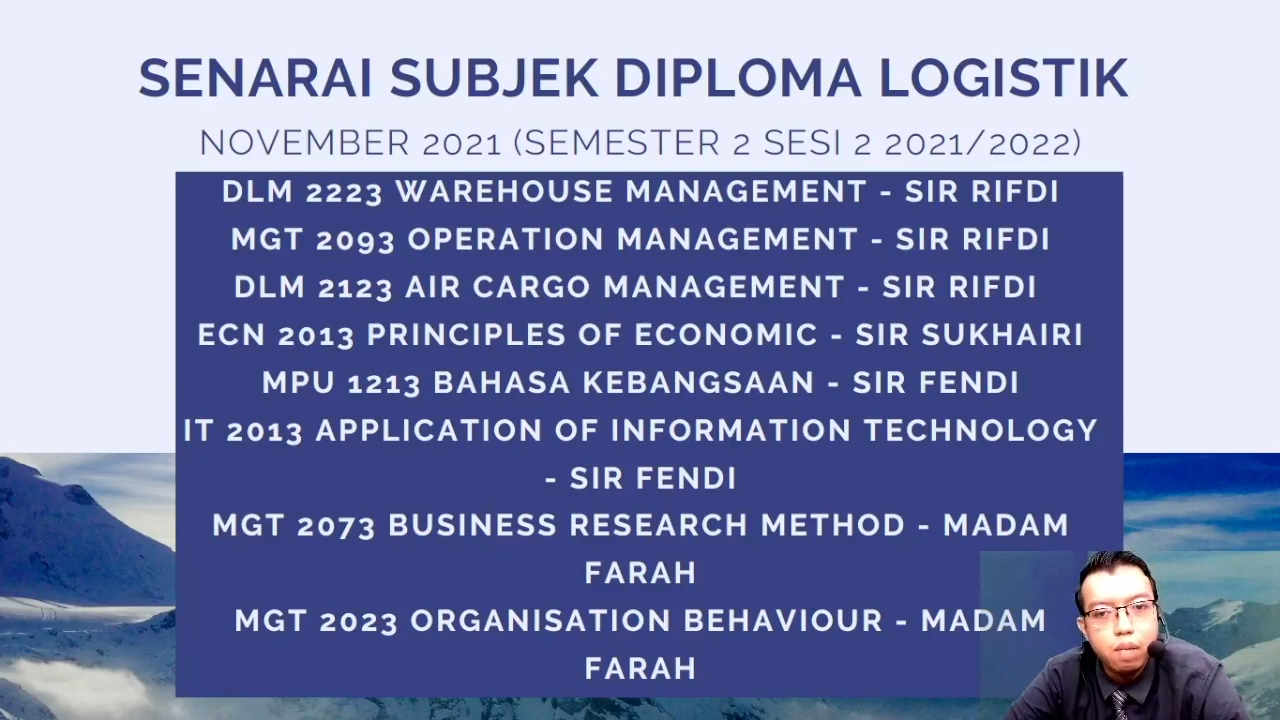 SENARAI SUBJEK DIPLOMA LOGISTIK
NOVEMBER 2021 (SEMESTER 2 SESI 2 2021/2022)
DLM 2223 WAREHOUSE MANAGEMENT - SIR RIFDI
MGT 2093 OPERATION MANAGEMENT - SIR RIFDI
DLM 2123 AIR CARGO MANAGEMENT - SIR RIFDI
ECN 2013 PRINCIPLES OF ECONOMIC - SIR SUKHAIRI
MPU 1213 BAHASA KEBANGSAAN - SIR FENDI
IT 2013 APPLICATION OF INFORMATION TECHNOLOGY
- SIR FENDI
MGT 2073 BUSINESS RESEARCH METHOD - MADAM
FARAH
MGT 2023 ORGANISATION BEHAVIOUR - MADAM
FARAH